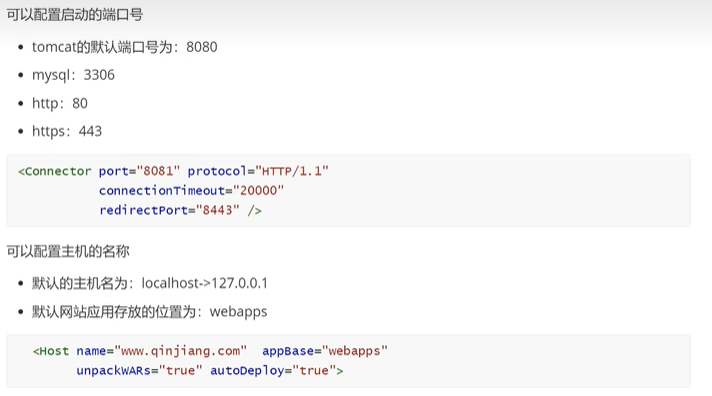 可以配置启动的端口号
tomcat的默认端口号为：8080
mysql：3306
http：80
https：443
<Connector port="8081" protocol="HTTP/1.1"
connectionTimeout="20000"
redirectPort="8443" />
可以配置主机的名称
默认的主机名为：localhost->127.0.0.1
默认网站应用存放的位置为：webapps
<Host name="www.qinjiang.com"  appBase="webapps"
unpackWARs="true" autoDeploy="true">